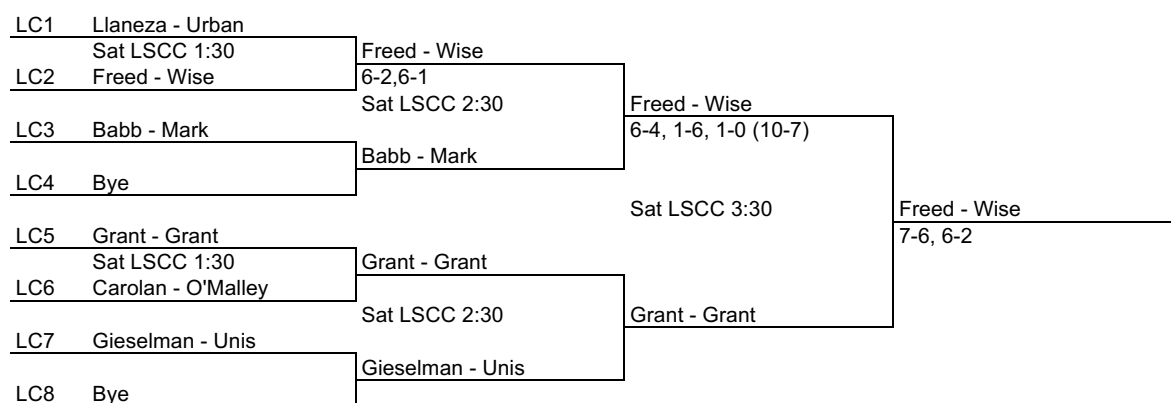 LC1 Llaneza - Urban
Sat LSCC 1:30 Freed - Wise
LC2 Freed - Wise 6-2,6-1
Sat LSCC 2:30 Freed - Wise
LC3 Babb - Mark 6-4, 1-6, 1-0 (10-7)
Babb - Mark
LC4 Bye
Sat LSCC 3:30 Freed - Wise
LC5 Grant - Grant 7-6, 6-2
Sat LSCC 1:30 Grant - Grant
LC6 Carolan - O'Malley
Sat LSCC 2:30 Grant - Grant
LC7 Gieselman - Unis
Gieselman - Unis
LC8 Bye